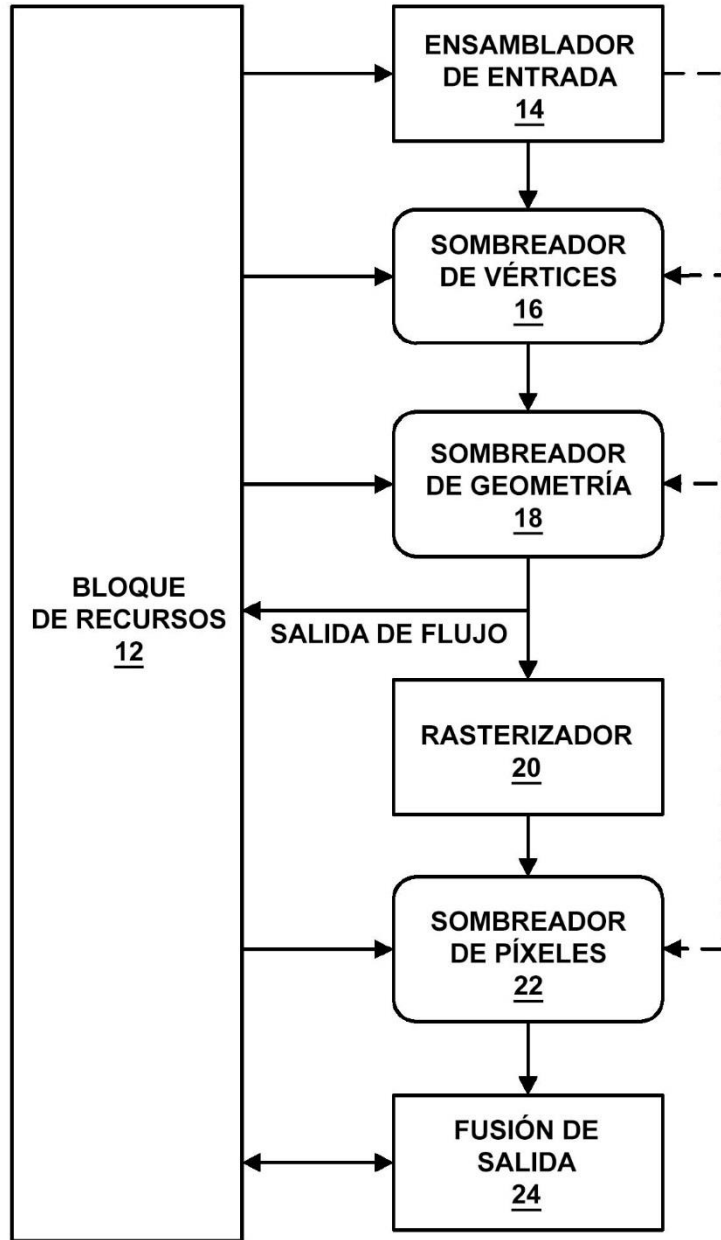 ENSAMBLADOR
DE ENTRADA
14
SOMBREADOR
DE VÉRTICES
16
SOMBREADOR
DE GEOMETRÍA
18
BLOQUE
DE RECURSOS
12
SALIDA DE FLUJO
RASTERIZADOR
20
SOMBREADOR
DE PÍXELES
22
FUSIÓN DE
SALIDA
24